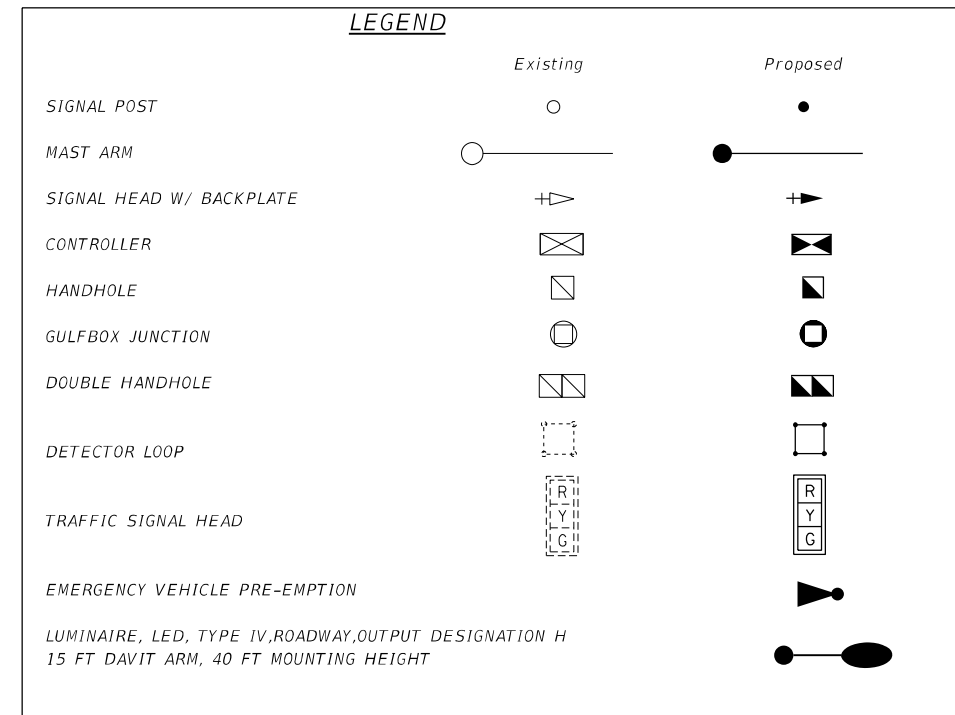 LEGEND
Existing Proposed
SIGNAL POST
MAST ARM
SIGNAL HEAD W/ BACKPLATE
CONTROLLER
HANDHOLE
GULFBOX JUNCTION
DOUBLE HANDHOLE
DETECTOR LOOP
R R
Y Y
G G
TRAFFIC SIGNAL HEAD
EMERGENCY VEHICLE PRE-EMPTION
LUMINAIRE, LED, TYPE IV,ROADWAY,OUTPUT DESIGNATION H
15 FT DAVIT ARM, 40 FT MOUNTING HEIGHT